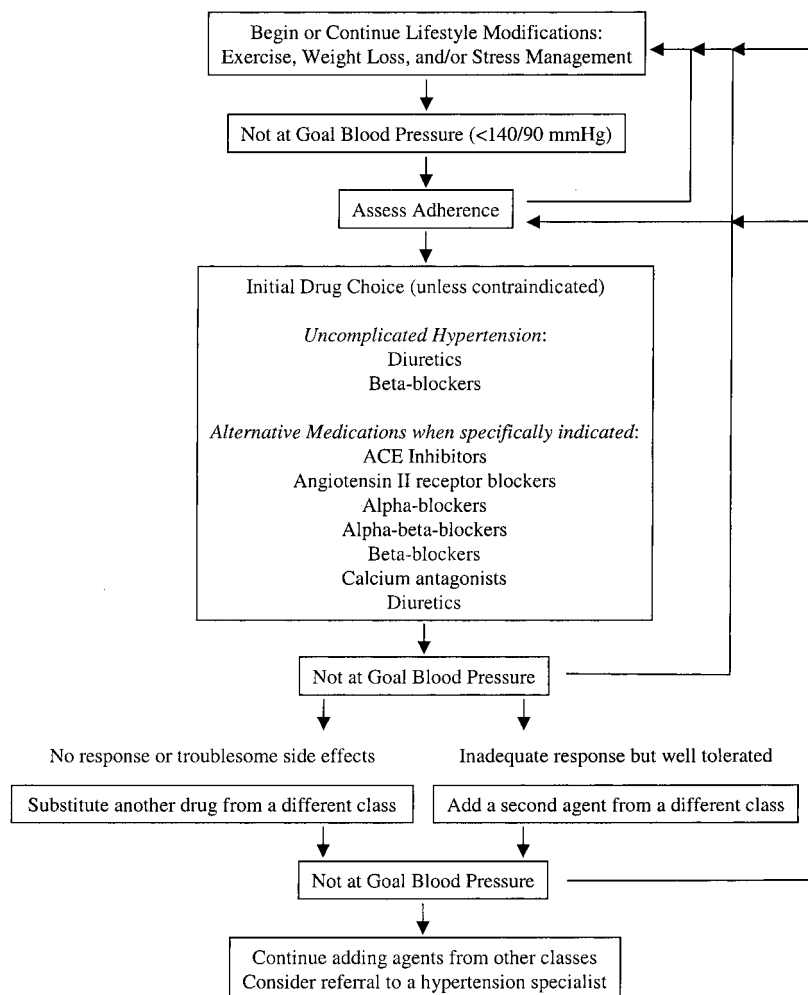 Begin or Continue Lifestyle Modifications:
Exercise, Weight Loss, and/or Stress Management
Not at Goal Blood Pressure (<140/90 mmHg)
Assess Adherence
Initial Drug Choice (unless contraindicated)
Uncomplicated Hypertension:
Diuretics
Beta-blockers
Alternative Medications when specifically indicated:
ACE Inhibitors
Angiotensin II receptor blockers
Alpha-blockers
Alpha-beta-blockers
Beta-blockers
Calcium antagonists
Diuretics
Not at Goal Blood Pressure
No response or troublesome side effects
Substitute another drug from a different class
Inadequate response but well tolerated
Add a second agent from a different class
Not at Goal Blood Pressure
Continue adding agents from other classes
Consider referral to a hypertension specialist